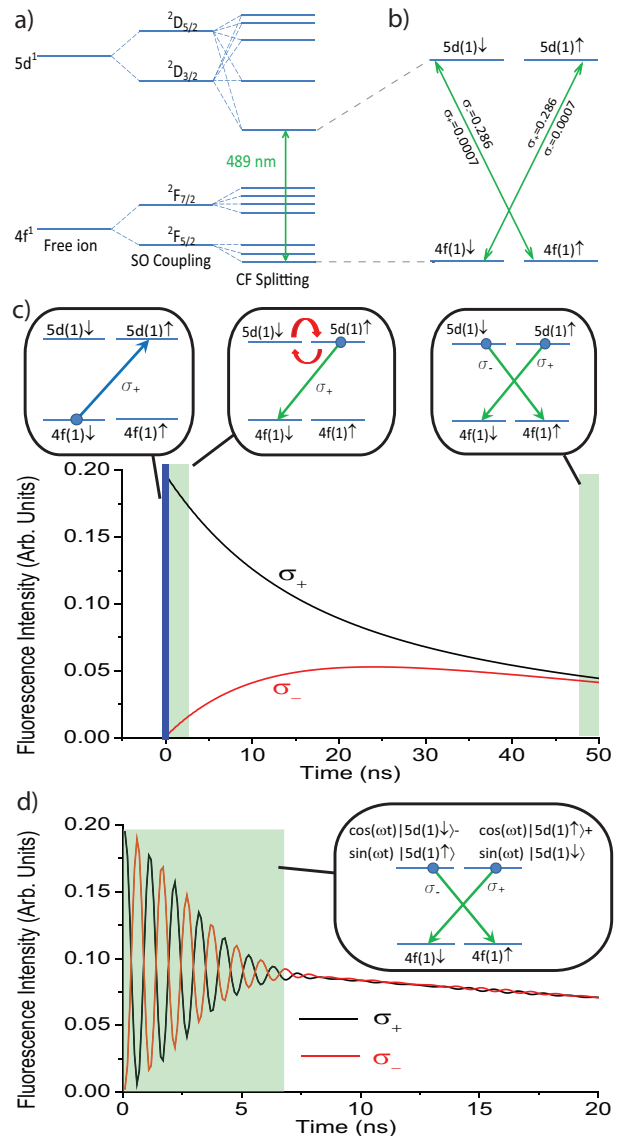 a)
²D₅/₂
5d¹
²D₃/₂
489 nm
²F₇/₂
4f¹
²F₅/₂
Free ion
SO Coupling
CF Splitting
b)
5d(1)↓ 5d(1)↑
σ₋=0.286
σ₊=0.0007
σ₊=0.286
σ₋=0.0007
4f(1)↓ 4f(1)↑
c)
5d(1)↓ 5d(1)↑
σ₊
4f(1)↓ 4f(1)↑
5d(1)↓ 5d(1)↑
σ₊
4f(1)↓ 4f(1)↑
5d(1)↓ 5d(1)↑
σ₋ σ₊
4f(1)↓ 4f(1)↑
Fluorescence Intensity (Arb. Units)
0.20
0.15
0.10
0.05
0.00
σ₊
σ₋
0 10 20 30 40 50
Time (ns)
d)
cos(ωt)|5d(1)↓⟩- cos(ωt)|5d(1)↑⟩+
sin(ωt) |5d(1)↑⟩ sin(ωt) |5d(1)↓⟩
σ₋ σ₊
4f(1)↓ 4f(1)↑
Fluorescence Intensity (Arb. Units)
0.20
0.15
0.10
0.05
0.00
σ₊
σ₋
0 5 10 15 20
Time (ns)